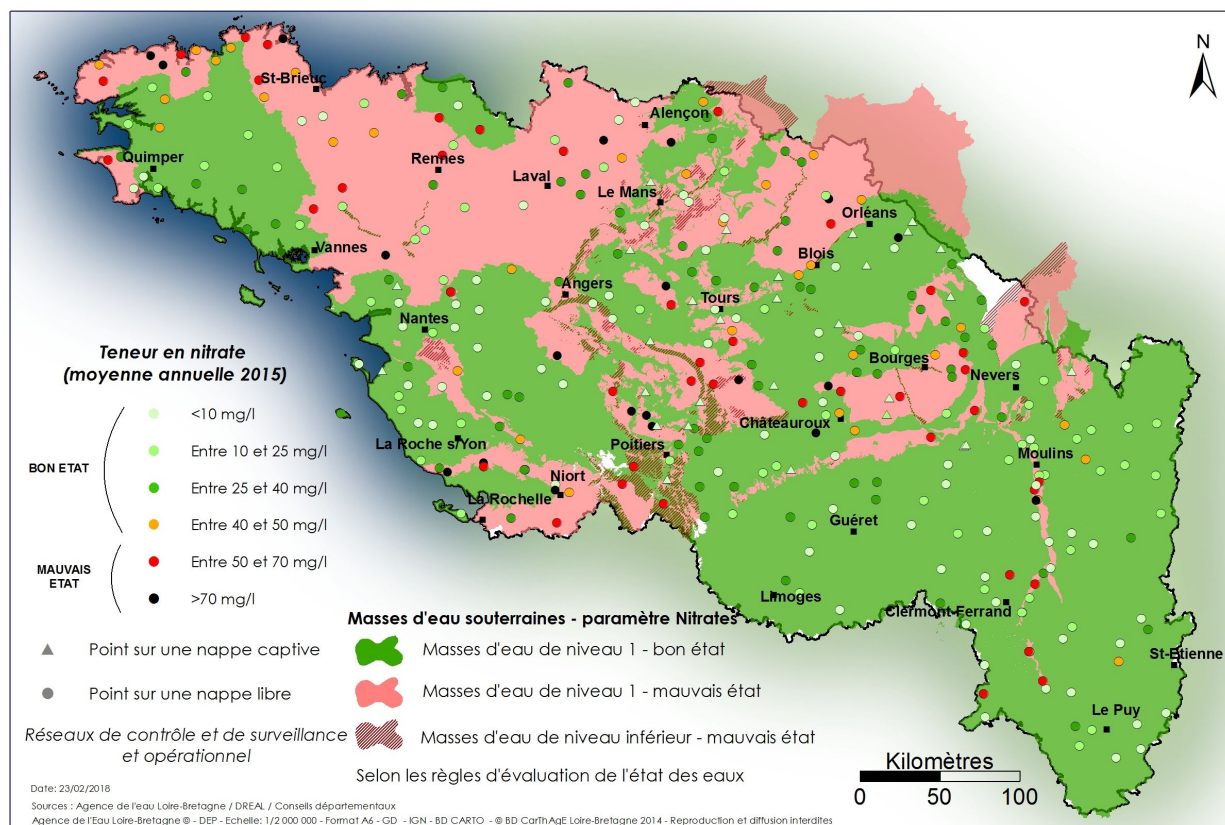 N
St-Brieuc
Alençon
Quimper
Rennes
Laval
Le Mans
Orléans
Vannes
Blois
Angers
Tours
Nantes
Bourges
Nevers
Châteauroux
La Roche s/Yon
Poitiers
Moulins
Niort
La Rochelle
Guéret
Limoges
Clermont-Ferrand
St-Etienne
Le Puy
Teneur en nitrate
(moyenne annuelle 2015)
BON ETAT
<10 mg/l
Entre 10 et 25 mg/l
Entre 25 et 40 mg/l
Entre 40 et 50 mg/l
MAUVAIS
ETAT
Entre 50 et 70 mg/l
>70 mg/l
Point sur une nappe captive
Point sur une nappe libre
Réseaux de contrôle et de surveillance
et opérationnel
Masses d'eau souterraines - paramètre Nitrates
Masses d'eau de niveau 1 - bon état
Masses d'eau de niveau 1 - mauvais état
Masses d'eau de niveau inférieur - mauvais état
Selon les règles d'évaluation de l'état des eaux
Kilomètres
0 50 100
Date: 23/02/2018
Sources : Agence de l'eau Loire-Bretagne / DREAL / Conseils départementaux
Agence de l'Eau Loire-Bretagne © - DEP - Echelle: 1/2 000 000 - Format A6 - GD - IGN - BD CARTO - © BD CarThAgE Loire-Bretagne 2014 - Reproduction et diffusion interdites